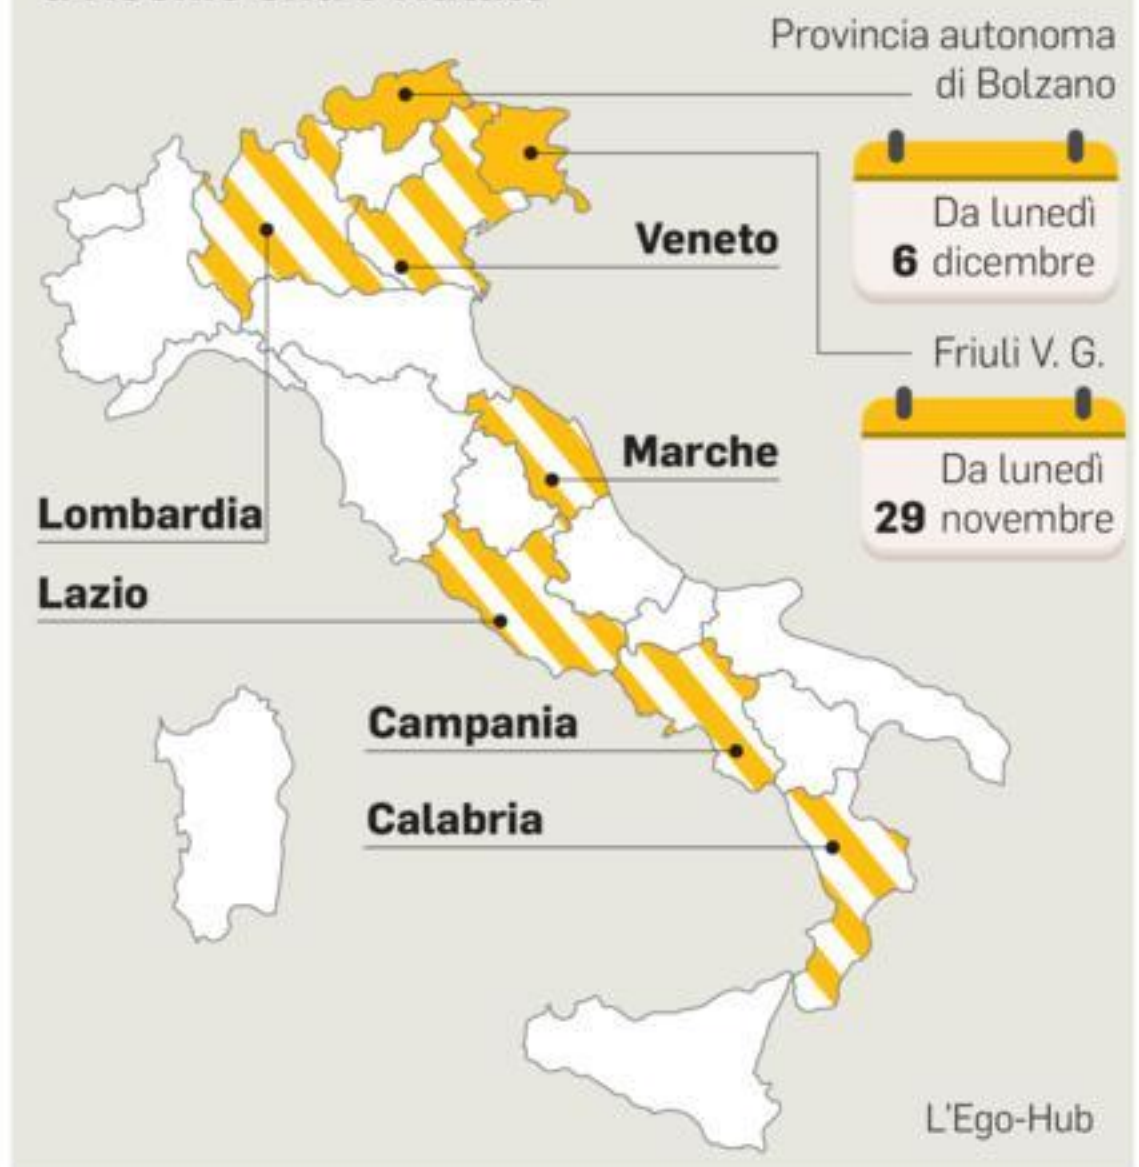 Provincia autonoma
di Bolzano
Da lunedì
6 dicembre
Veneto
Friuli V. G.
Da lunedì
29 novembre
Marche
Lombardia
Lazio
Campania
Calabria
L'Ego-Hub